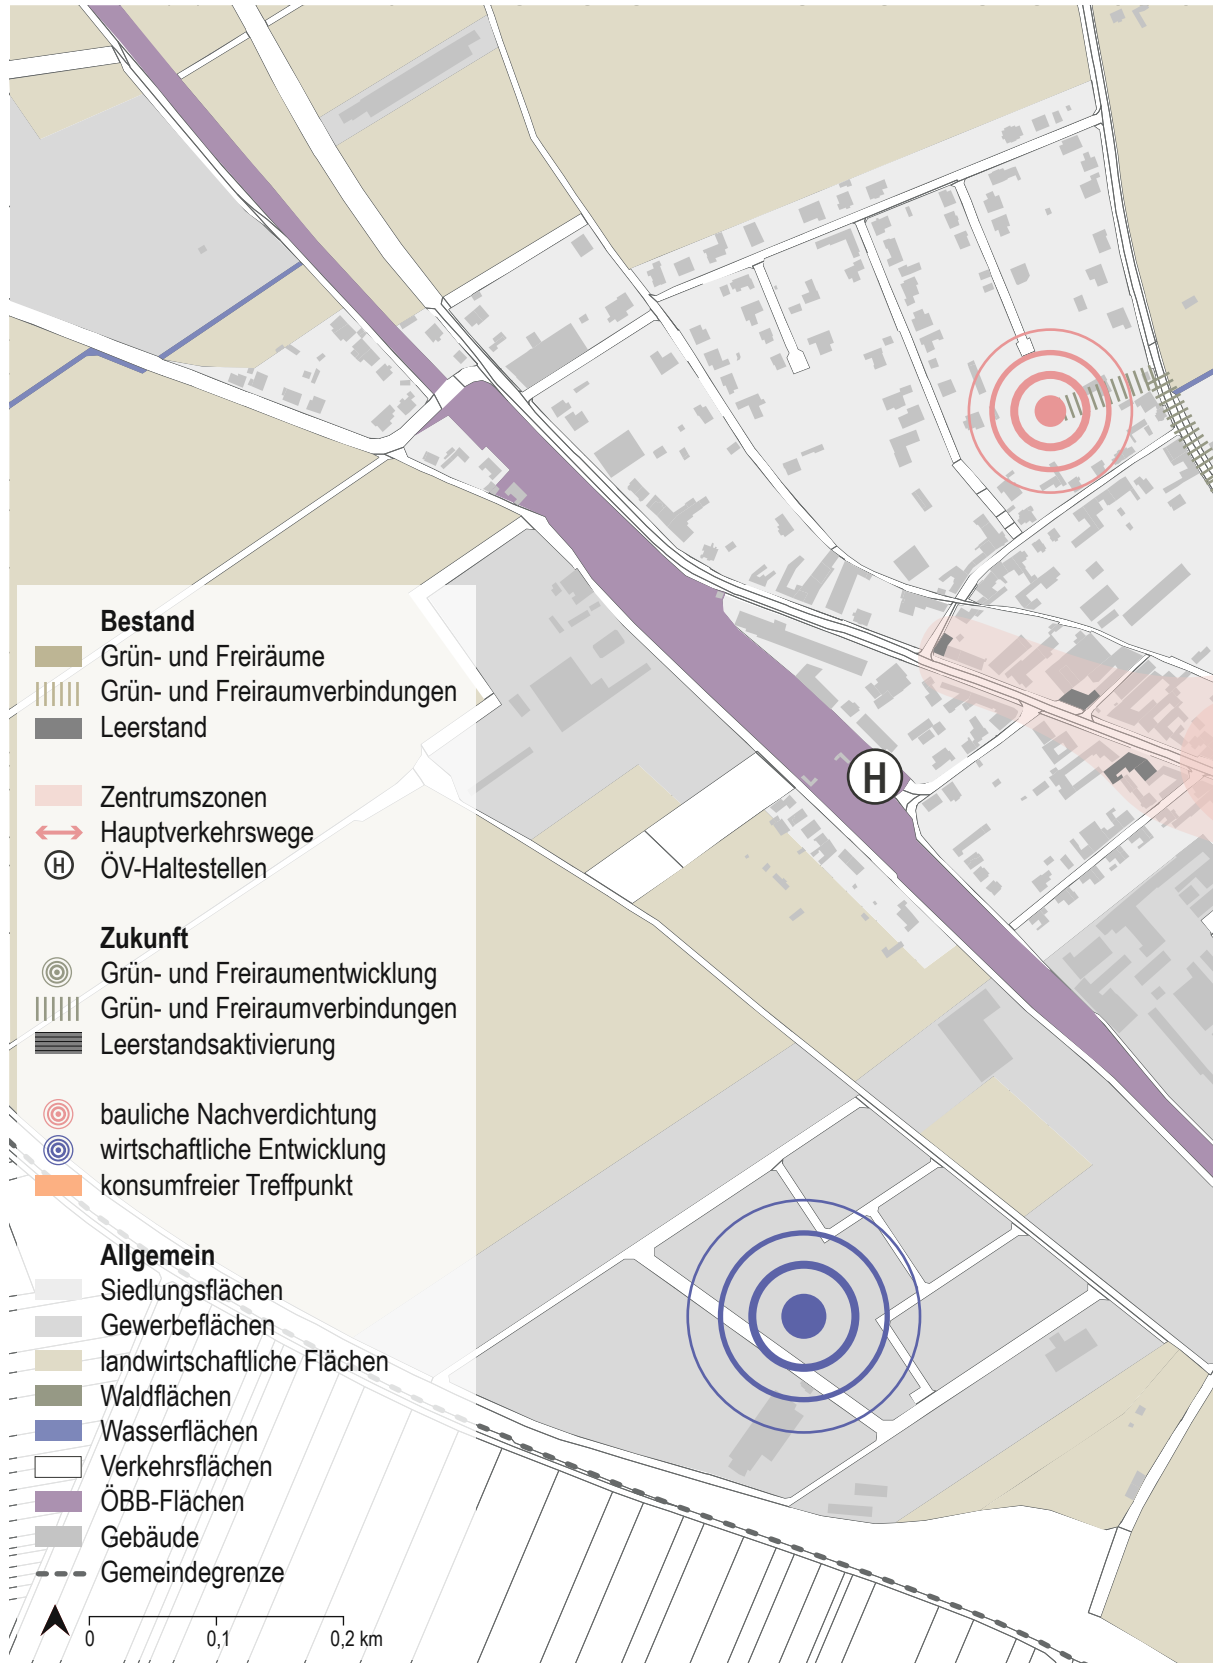 H
Bestand
Grün- und Freiräume
Grün- und Freiraumverbindungen
Leerstand
Zentrumszonen
Hauptverkehrswege
H ÖV-Haltestellen
Zukunft
Grün- und Freiraumentwicklung
Grün- und Freiraumverbindungen
Leerstandsaktivierung
bauliche Nachverdichtung
wirtschaftliche Entwicklung
konsumfreier Treffpunkt
Allgemein
Siedlungsflächen
Gewerbeflächen
landwirtschaftliche Flächen
Waldflächen
Wasserflächen
Verkehrsflächen
ÖBB-Flächen
Gebäude
Gemeindegrenze
0 0,1 0,2 km